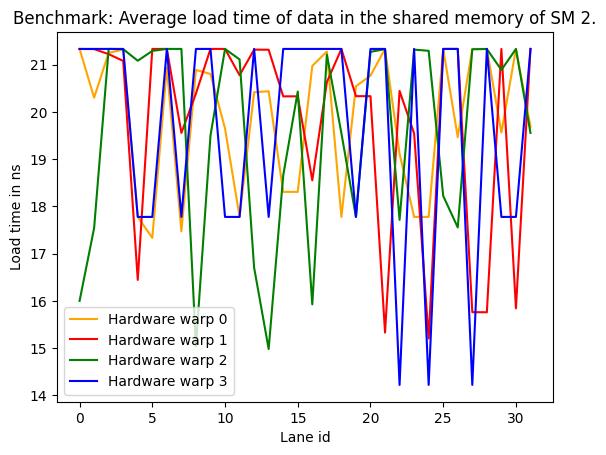 Benchmark: Average load time of data in the shared memory of SM 2.
Load time in ns
21
20
19
18
17
16
15
14
Hardware warp 0
Hardware warp 1
Hardware warp 2
Hardware warp 3
0 5 10 15 20 25 30
Lane id